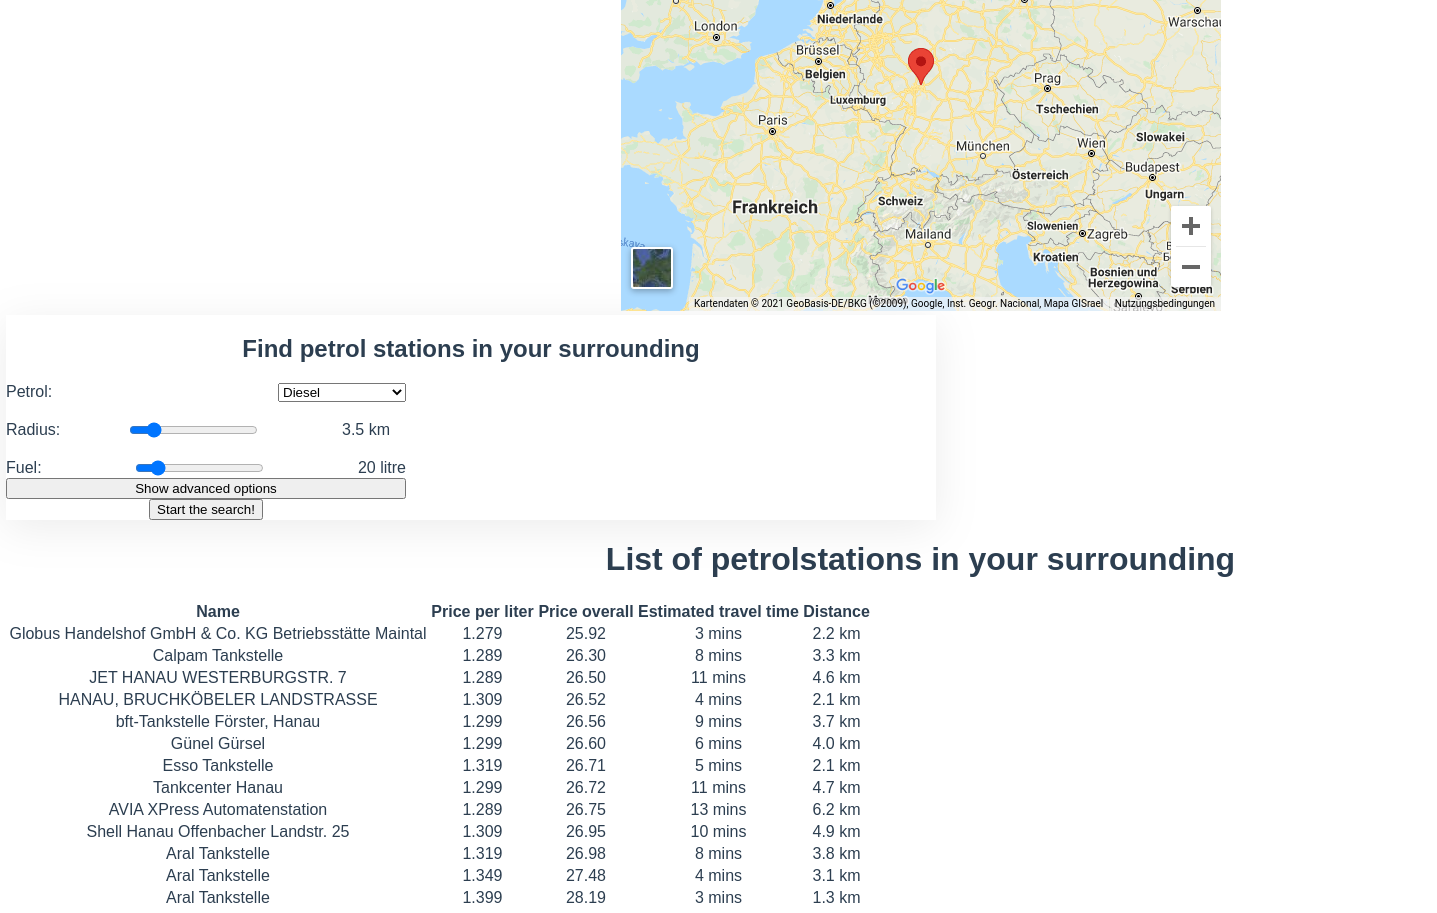 Niederlande
London
Warschau
Brüssel
Belgien
Prag
Luxemburg
Tschechien
Paris
Slowakei
München
Wien
Budapest
Österreich
Ungarn
Frankreich
Schweiz
Mailand
Slowenien
Zagreb
Kroatien
Bosnien und
Herzegowina
Serbien
Google
Kartendaten © 2021 GeoBasis-DE/BKG (©2009), Google, Inst. Geogr. Nacional, Mapa GISrael Nutzungsbedingungen
Find petrol stations in your surrounding
Petrol: Diesel
Radius: 3.5 km
Fuel: 20 litre
Show advanced options
Start the search!
List of petrolstations in your surrounding
Name Price per liter Price overall Estimated travel time Distance
Globus Handelshof GmbH & Co. KG Betriebsstätte Maintal 1.279 25.92 3 mins 2.2 km
Calpam Tankstelle 1.289 26.30 8 mins 3.3 km
JET HANAU WESTERBURGSTR. 7 1.289 26.50 11 mins 4.6 km
HANAU, BRUCHKÖBELER LANDSTRASSE 1.309 26.52 4 mins 2.1 km
bft-Tankstelle Förster, Hanau 1.299 26.56 9 mins 3.7 km
Günel Gürsel 1.299 26.60 6 mins 4.0 km
Esso Tankstelle 1.319 26.71 5 mins 2.1 km
Tankcenter Hanau 1.299 26.72 11 mins 4.7 km
AVIA XPress Automatenstation 1.289 26.75 13 mins 6.2 km
Shell Hanau Offenbacher Landstr. 25 1.309 26.95 10 mins 4.9 km
Aral Tankstelle 1.319 26.98 8 mins 3.8 km
Aral Tankstelle 1.349 27.48 4 mins 3.1 km
Aral Tankstelle 1.399 28.19 3 mins 1.3 km